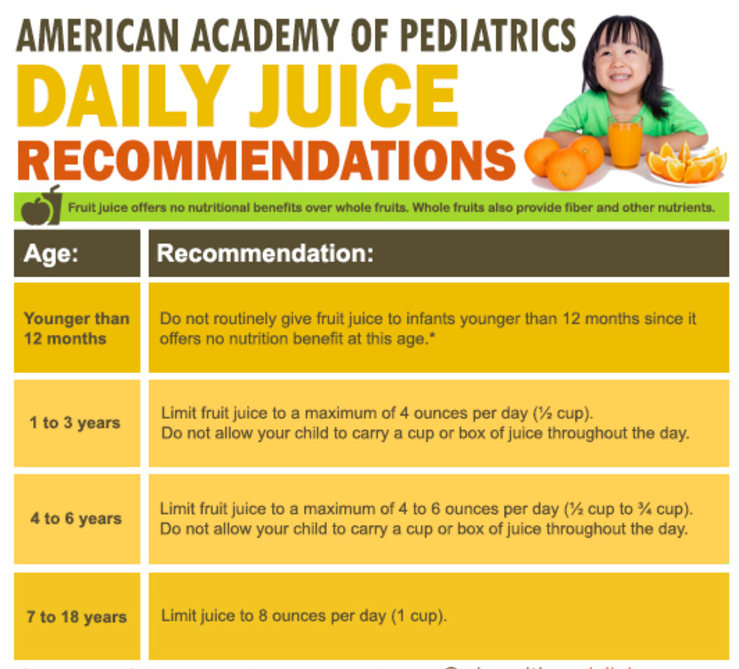 AMERICAN ACADEMY OF PEDIATRICS
DAILY JUICE
RECOMMENDATIONS
Fruit juice offers no nutritional benefits over whole fruits. Whole fruits also provide fiber and other nutrients.
Age: Recommendation:
Younger than
12 months
Do not routinely give fruit juice to infants younger than 12 months since it
offers no nutrition benefit at this age.*
1 to 3 years
Limit fruit juice to a maximum of 4 ounces per day (½ cup).
Do not allow your child to carry a cup or box of juice throughout the day.
4 to 6 years
Limit fruit juice to a maximum of 4 to 6 ounces per day (½ cup to ¾ cup).
Do not allow your child to carry a cup or box of juice throughout the day.
7 to 18 years
Limit juice to 8 ounces per day (1 cup).